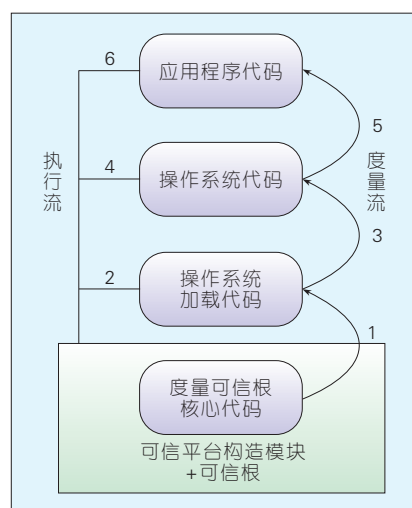 6
应用程序代码
5
执行流
度量流
4
操作系统代码
3
2
操作系统
加载代码
1
度量可信根
核心代码
可信平台构造模块
+可信根